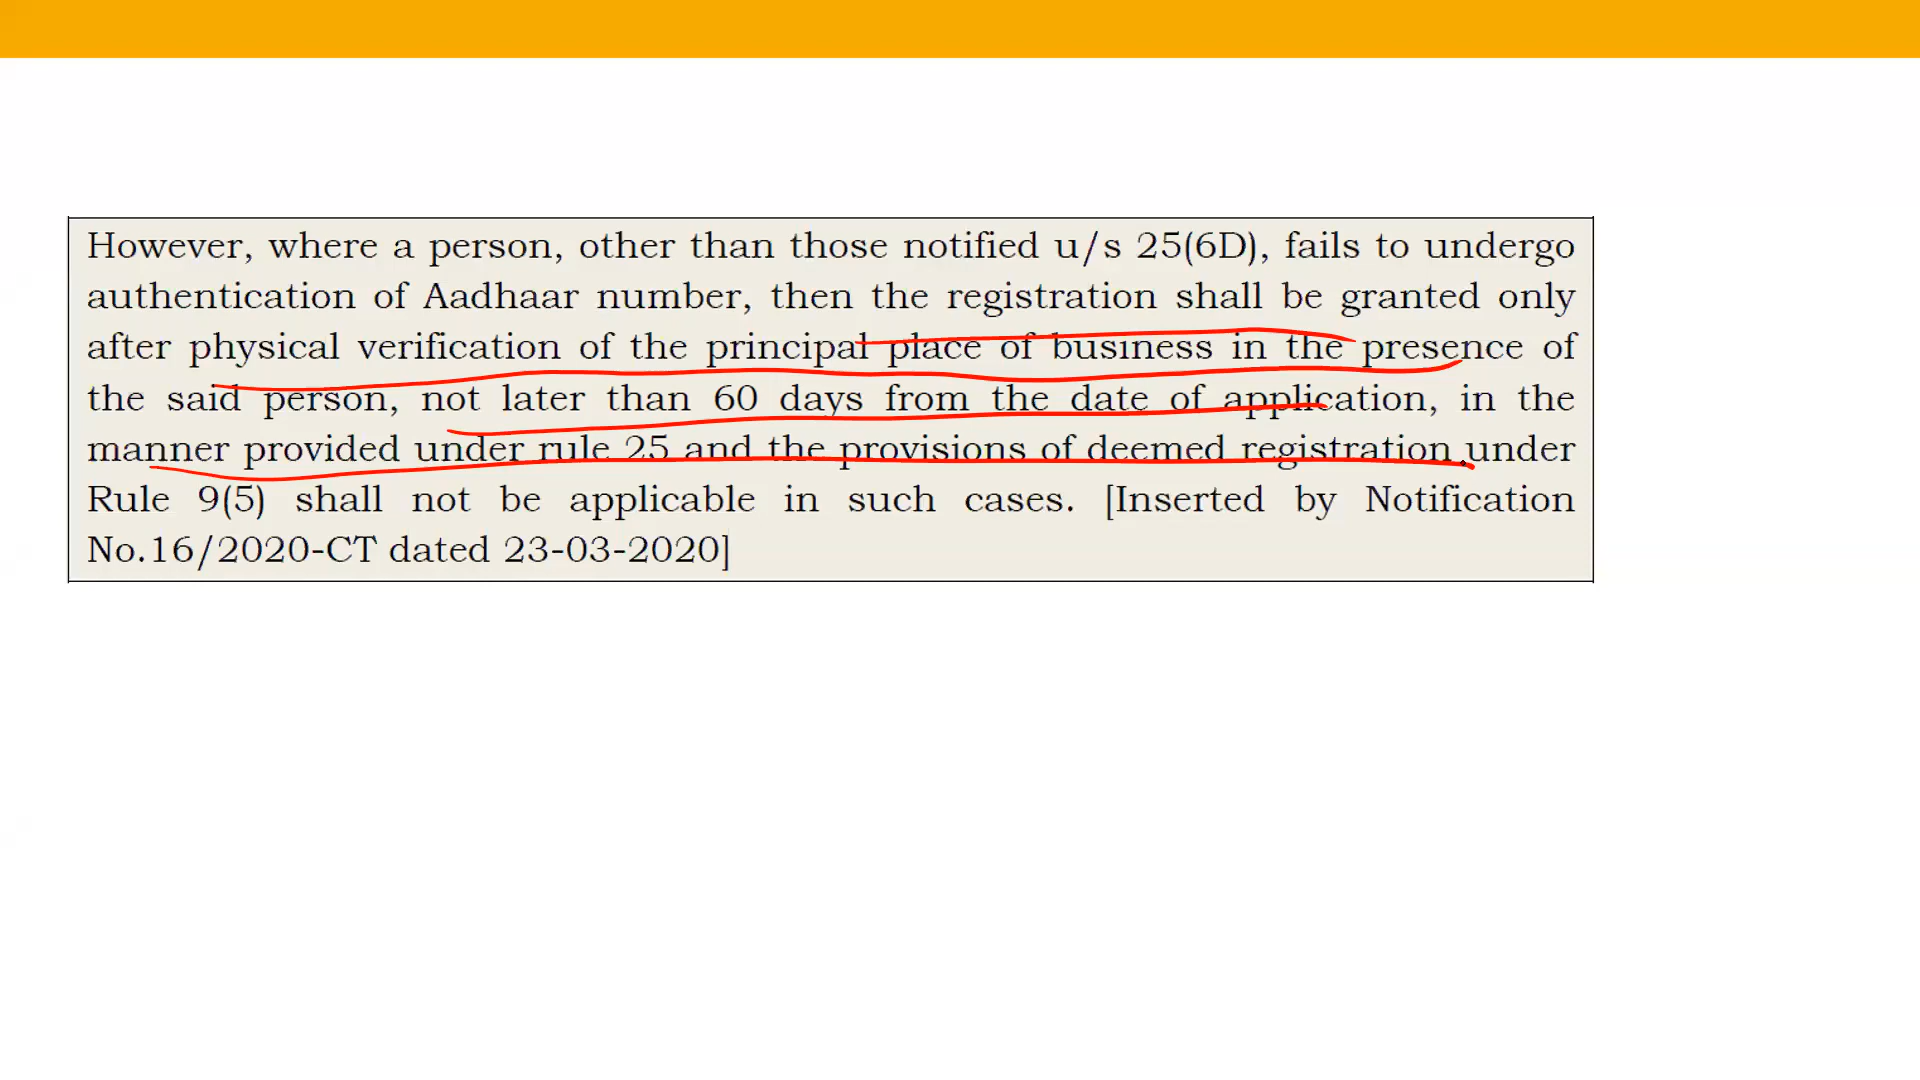 However, where a person, other than those notified u/s 25(6D), fails to undergo
authentication of Aadhaar number, then the registration shall be granted only
after physical verification of the principal place of business in the presence of
the said person, not later than 60 days from the date of application, in the
manner provided under rule 25 and the provisions of deemed registration under
Rule 9(5) shall not be applicable in such cases. [Inserted by Notification
No.16/2020-CT dated 23-03-2020]